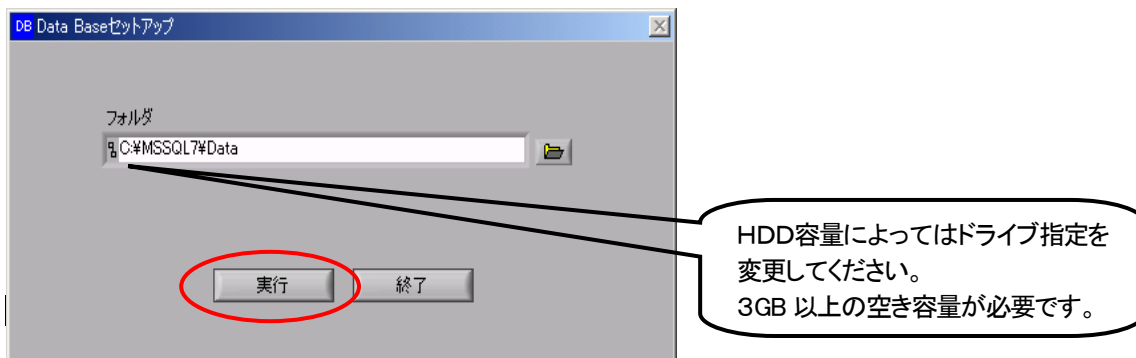 DB Data Baseセットアップ
フォルダ
C:¥MSSQL7¥Data
実行
終了
HDD容量によってはドライブ指定を
変更してください。
3GB 以上の空き容量が必要です。